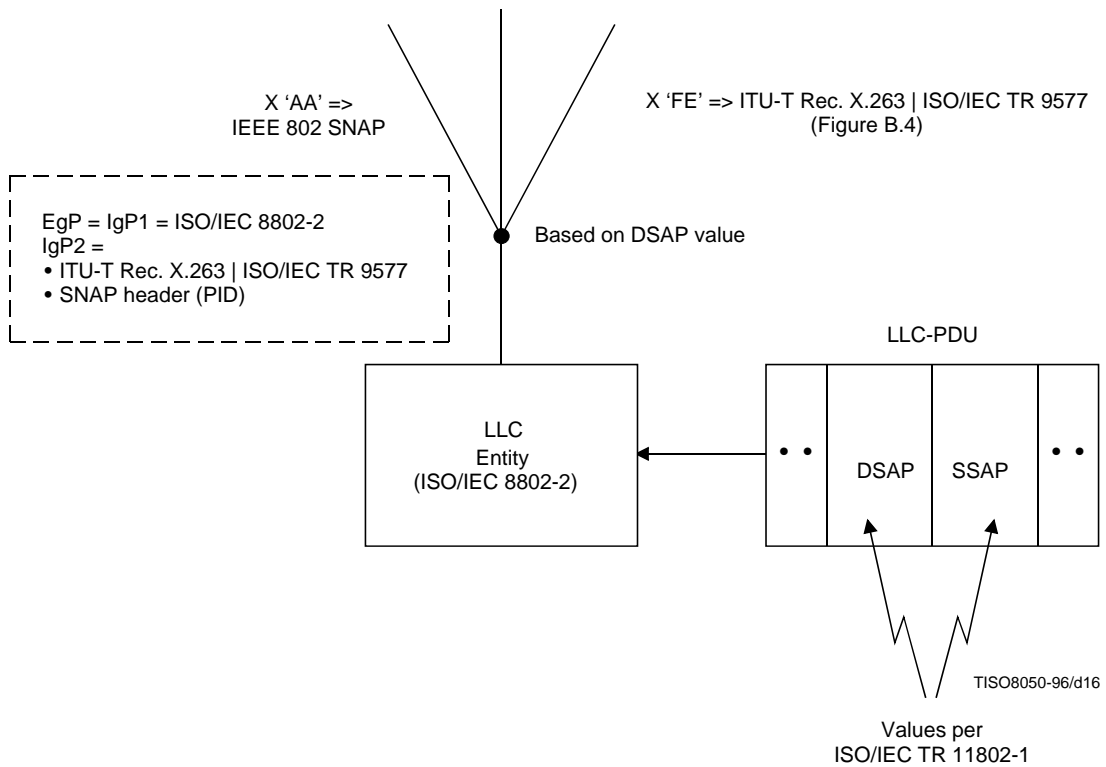 X ‘AA’ =>
IEEE 802 SNAP
X ‘FE’ => ITU-T Rec. X.263 | ISO/IEC TR 9577
(Figure B.4)
EgP = IgP1 = ISO/IEC 8802-2
IgP2 =
• ITU-T Rec. X.263 | ISO/IEC TR 9577
• SNAP header (PID)
Based on DSAP value
LLC-PDU
LLC
Entity
(ISO/IEC 8802-2)
• •
DSAP
SSAP
• •
TISO8050-96/d16
Values per
ISO/IEC TR 11802-1